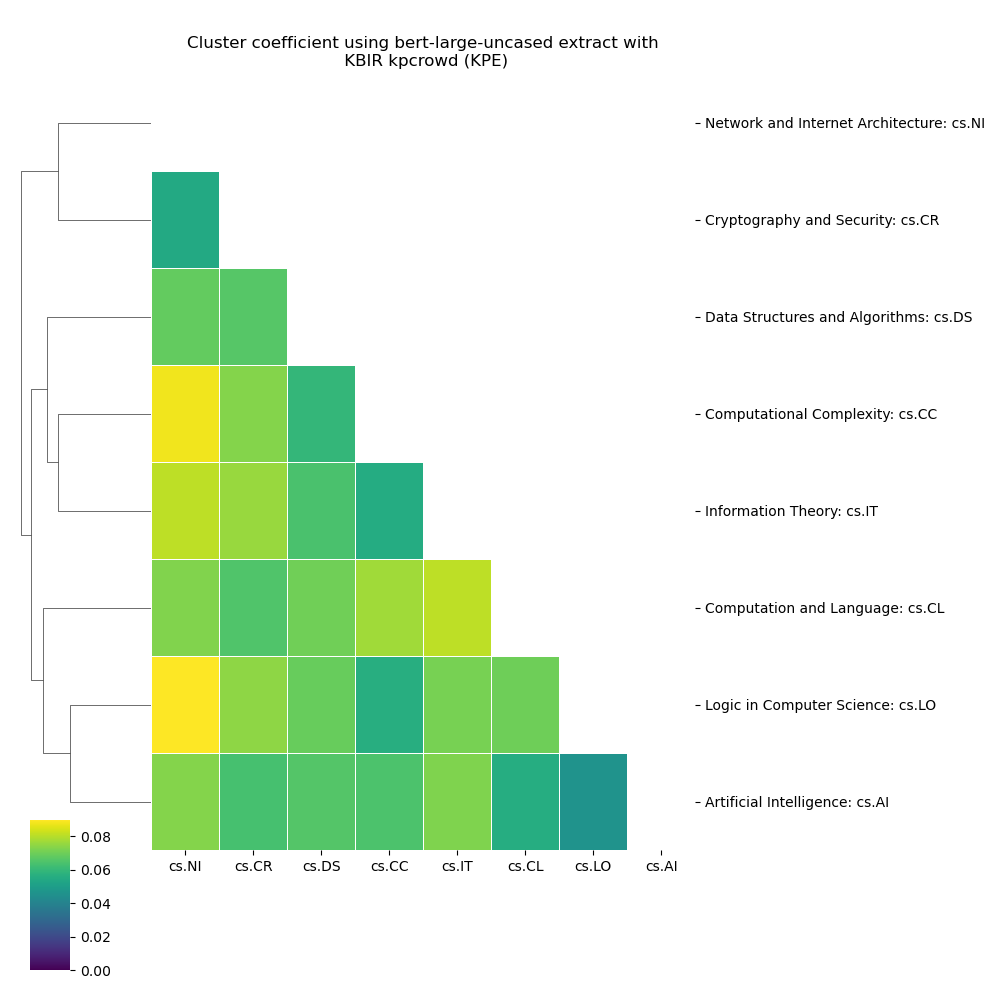 Cluster coefficient using bert-large-uncased extract with
KBIR kpcrowd (KPE)
Network and Internet Architecture: cs.NI
Cryptography and Security: cs.CR
Data Structures and Algorithms: cs.DS
Computational Complexity: cs.CC
Information Theory: cs.IT
Computation and Language: cs.CL
Logic in Computer Science: cs.LO
Artificial Intelligence: cs.AI
cs.NI cs.CR cs.DS cs.CC cs.IT cs.CL cs.LO cs.AI
0.08
0.06
0.04
0.02
0.00